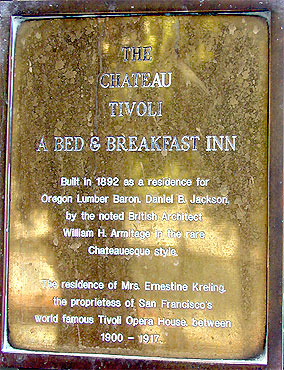 THE
CHATEAU
TIVOLI
A BED & BREAKFAST INN
Built in 1892 as a residence for
Oregon Lumber Baron, Daniel B. Jackson,
by the noted British Architect
William H. Armitage in the rare
Chateauesque style.
The residence of Mrs. Ernestine Kreling,
the proprietess of San Francisco's
world famous Tivoli Opera House, between
1900 - 1917.